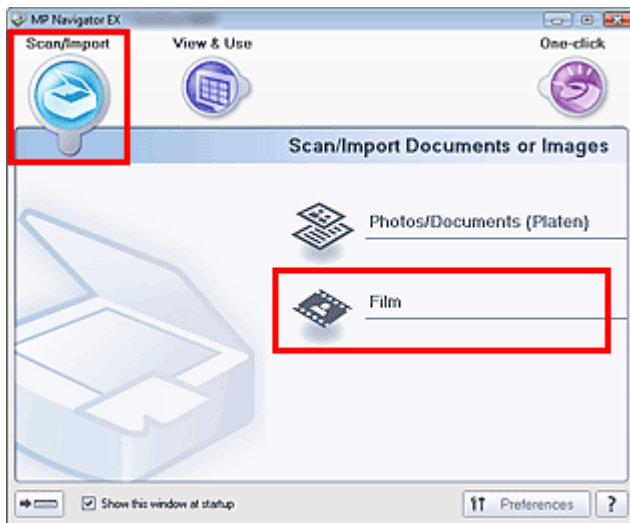 MP Navigator EX
Scan/Import View & Use One-click
Scan/Import Documents or Images
Photos/Documents (Platen)
Film
Show this window at startup Preferences ?